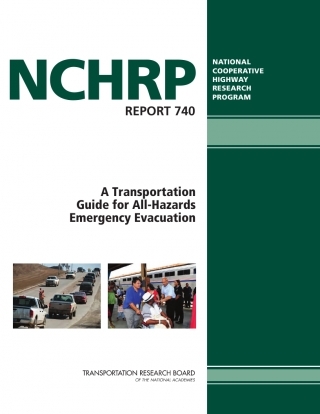 NCHRP
REPORT 740
NATIONAL
COOPERATIVE
HIGHWAY
RESEARCH
PROGRAM
A Transportation
Guide for All-Hazards
Emergency Evacuation
TRANSPORTATION RESEARCH BOARD
OF THE NATIONAL ACADEMIES